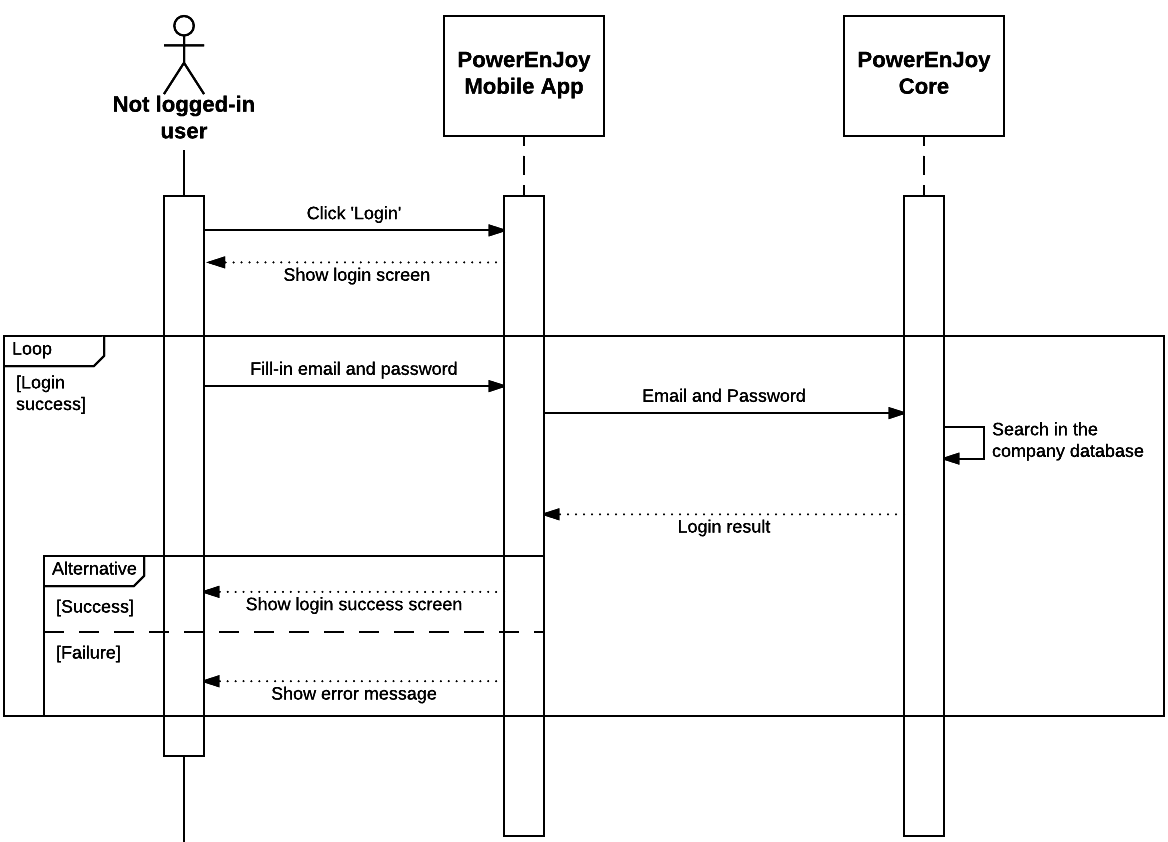 Not logged-in
user
PowerEnJoy
Mobile App
PowerEnJoy
Core
Click 'Login'
Show login screen
Loop
[Login
success]
Fill-in email and password
Email and Password
Search in the
company database
Login result
Alternative
[Success]
Show login success screen
[Failure]
Show error message